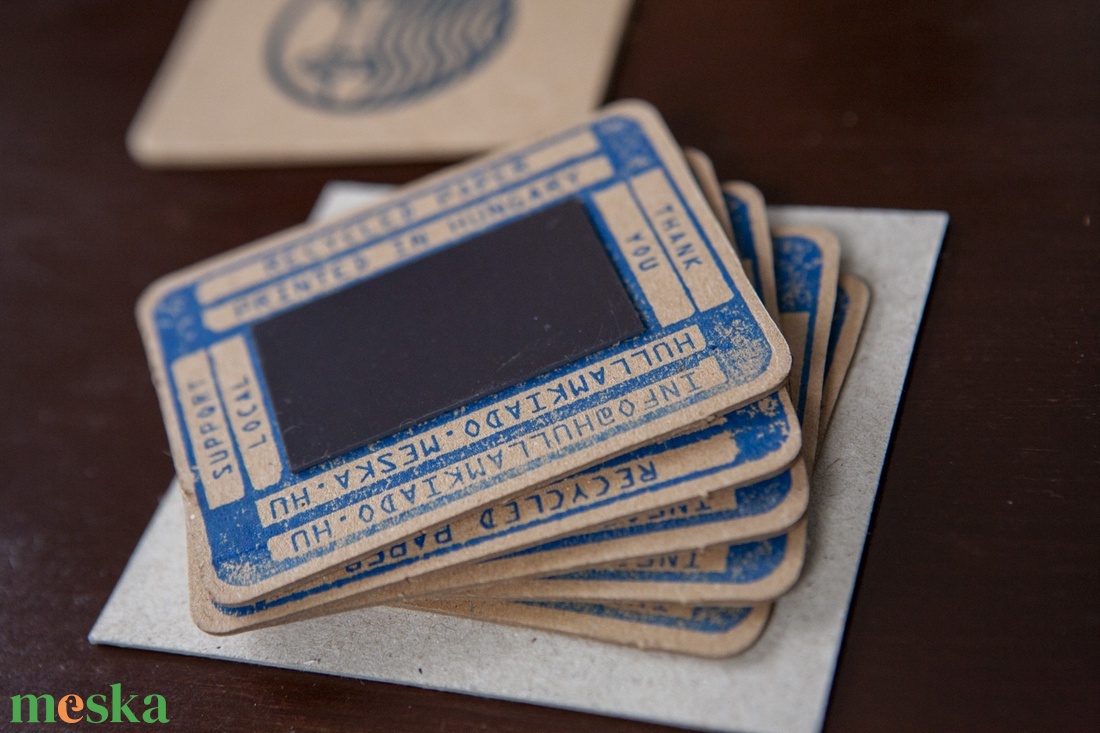 RECYCLED PAPER
PRINTED IN HUNGARY
THANK
YOU
SUPPORT
LOCAL
HULLAMKIADO.MESKA.HU
INFO@HULLAMKIADO.HU
RECYCLED PAPER
meska